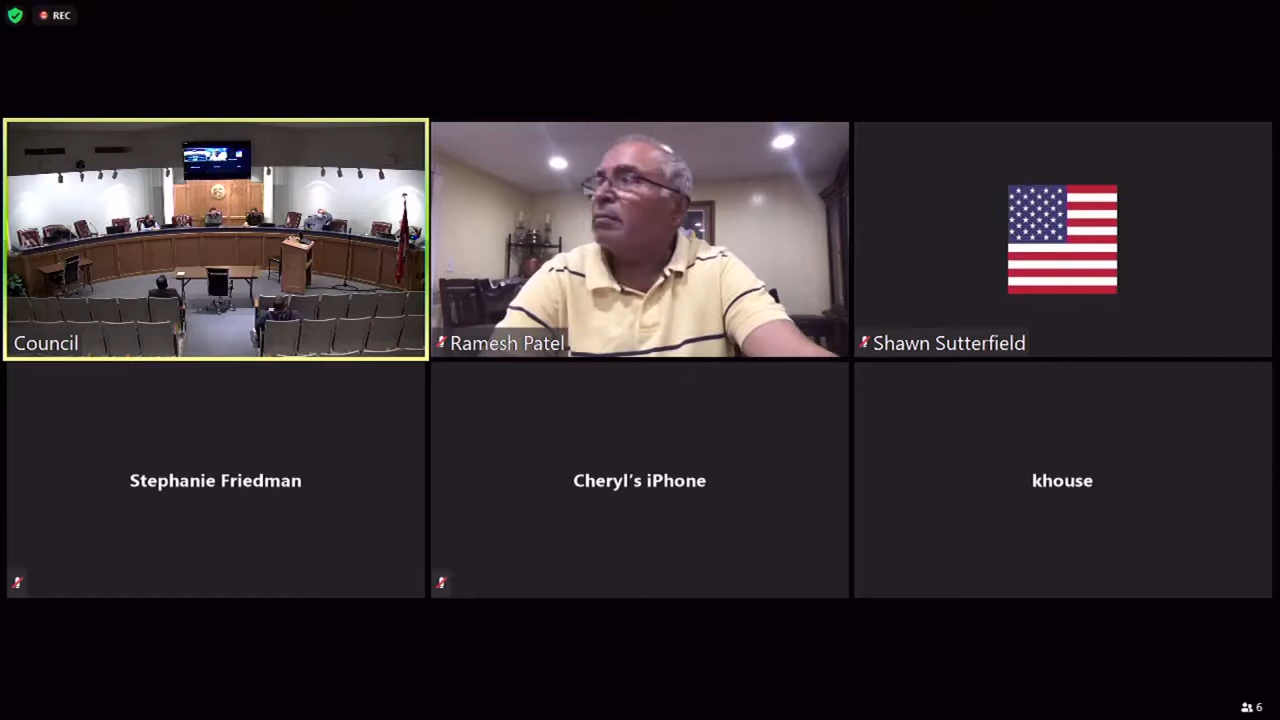 REC
Council
Ramesh Patel
Shawn Sutterfield
Stephanie Friedman
Cheryl's iPhone
khouse
6